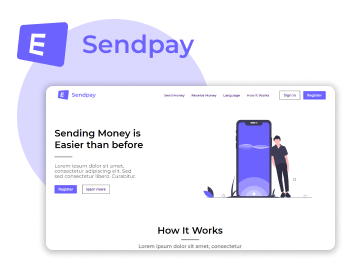 E Sendpay
E Sendpay
Send Money Receive Money Language How It Works Sign In Register
Sending Money is
Easier than before
Lorem ipsum dolor sit amet,
consectetur adipiscing elit. Sed
sed consectetur libero. Curabitur.
Register learn more
How It Works
Lorem ipsum dolor sit amet, consectetur